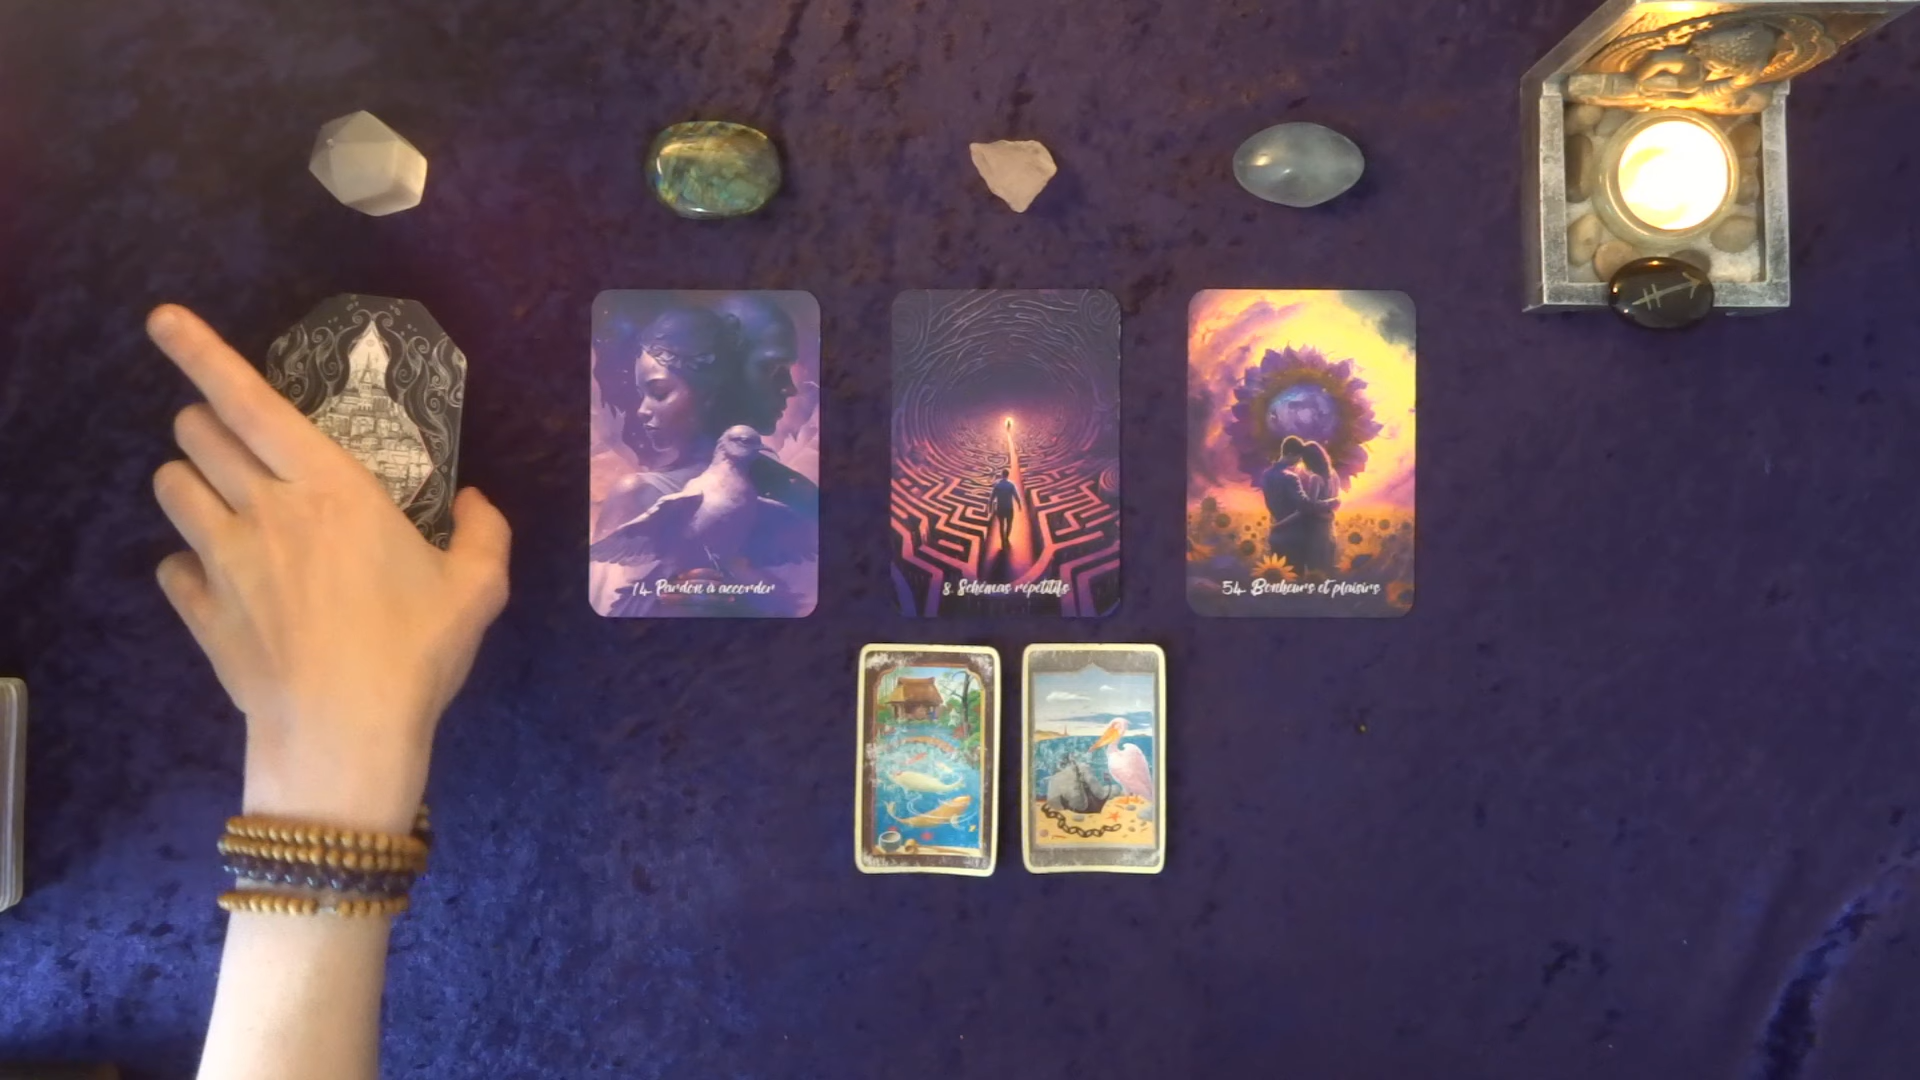 14. Pardon à accorder
8. Schémas répétitifs
54. Bonheurs et plaisirs